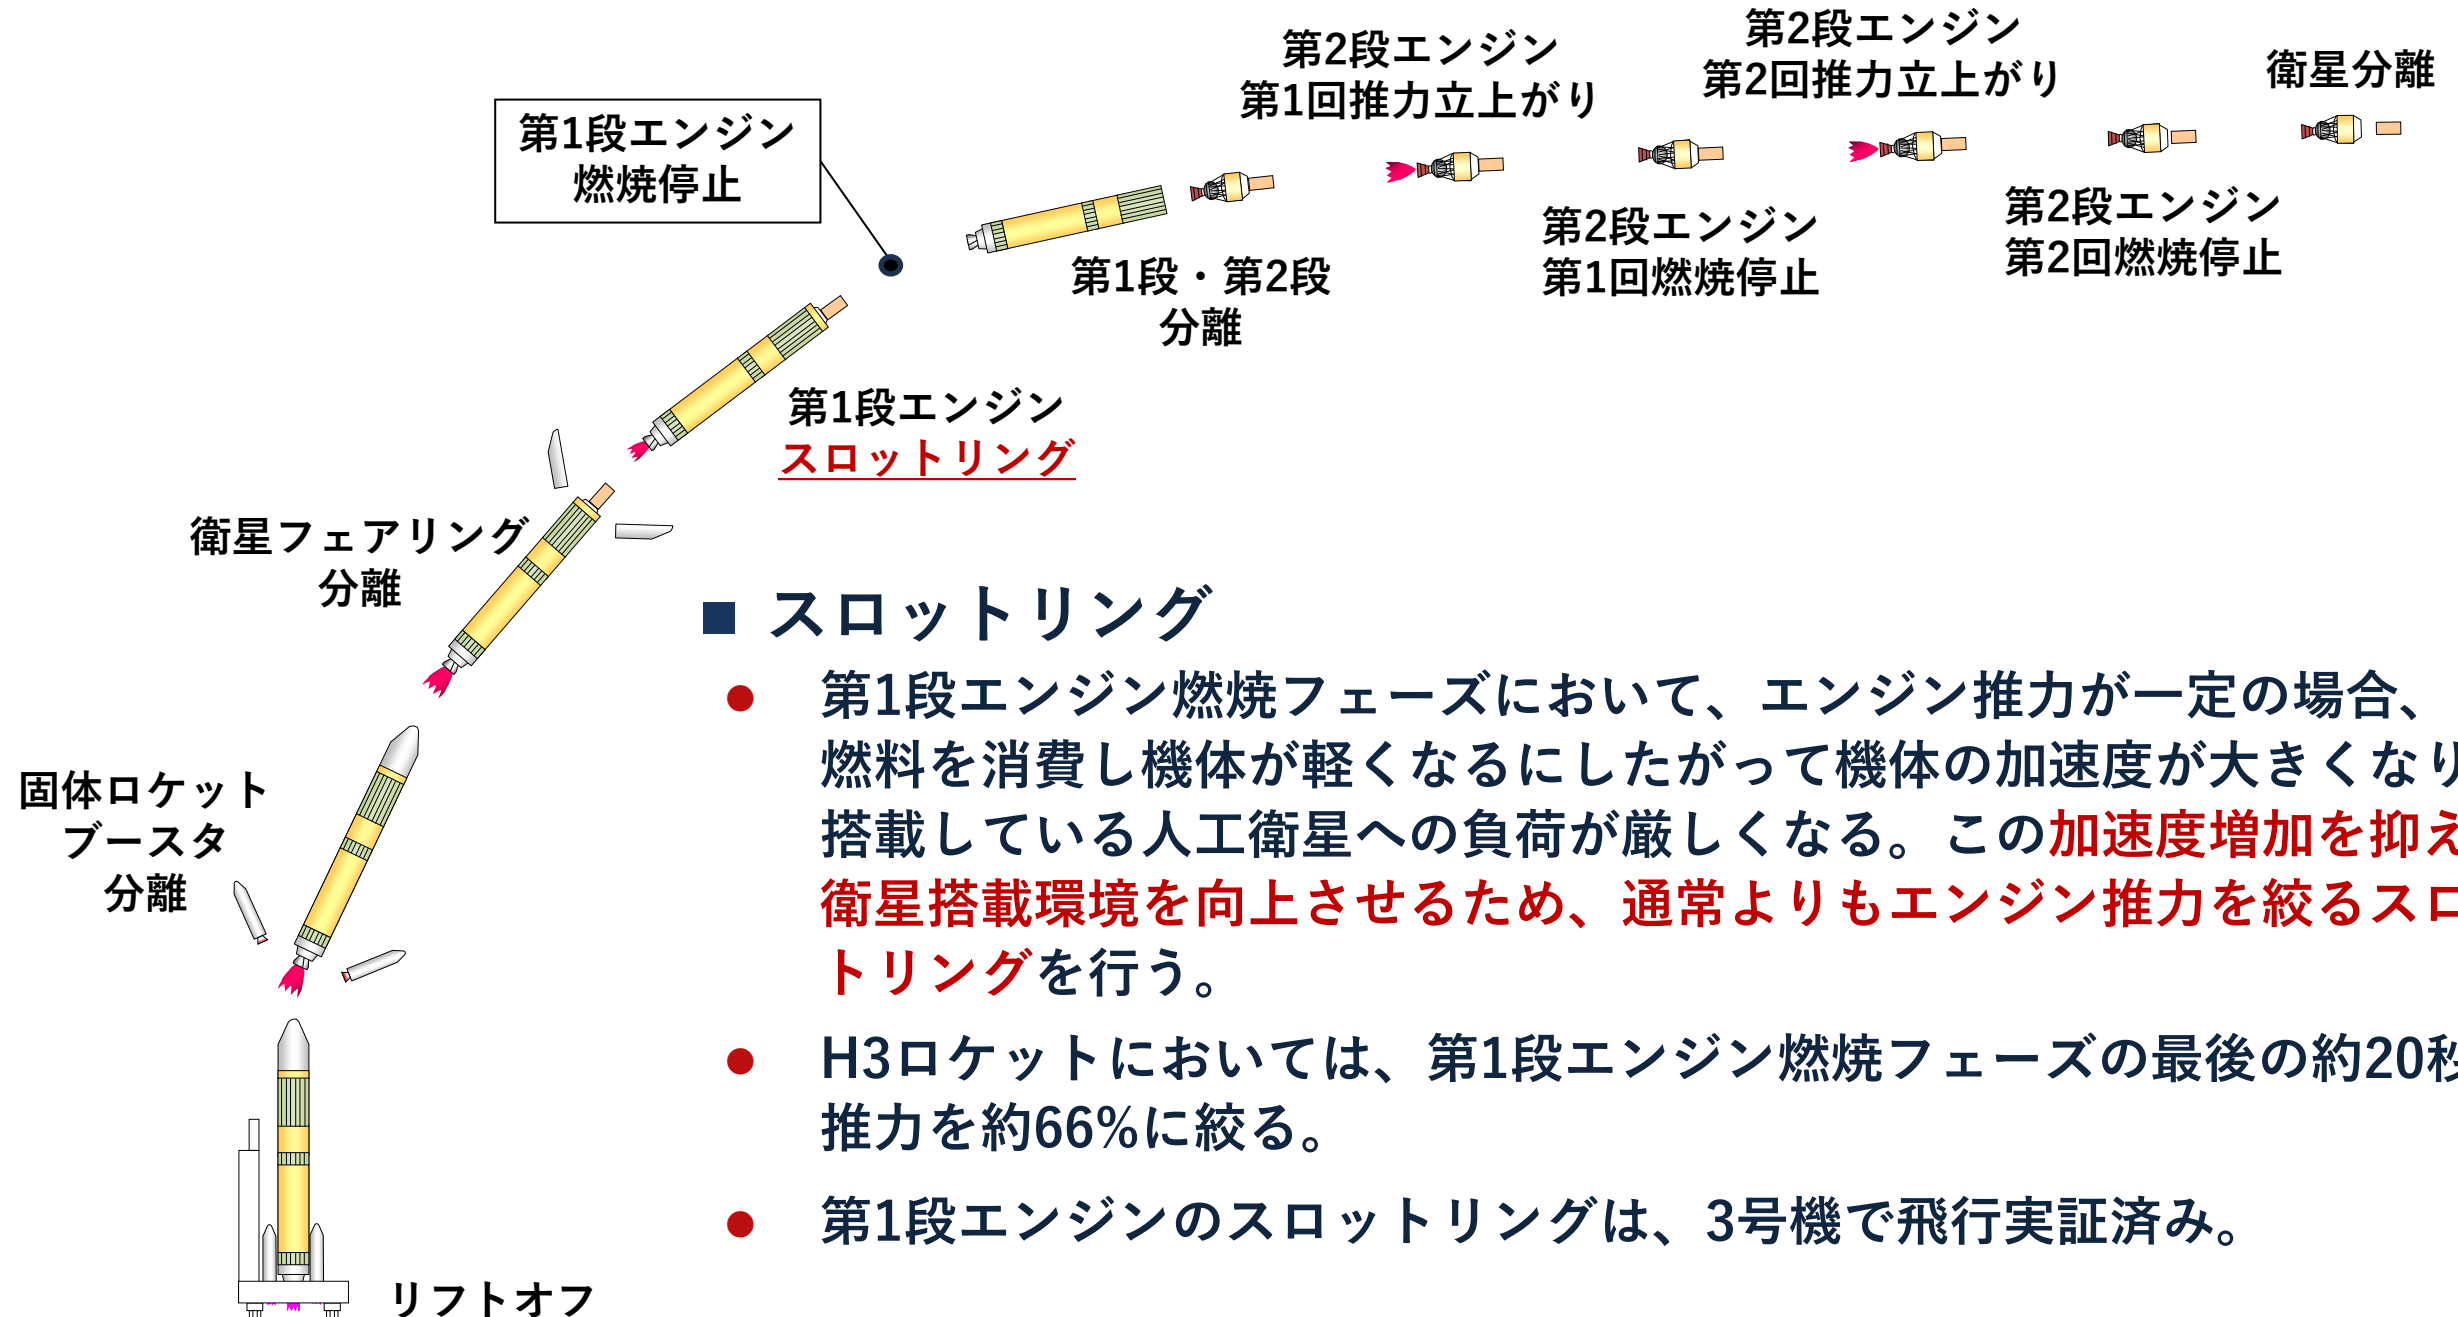 第2段エンジン
第1回推力立上がり
第2段エンジン
第2回推力立上がり
衛星分離
第1段エンジン
燃焼停止
第1段・第2段
分離
第2段エンジン
第1回燃焼停止
第2段エンジン
第2回燃焼停止
第1段エンジン
スロットリング
衛星フェアリング
分離
固体ロケット
ブースタ
分離
リフトオフ
■ スロットリング
● 第1段エンジン燃焼フェーズにおいて、エンジン推力が一定の場合、
燃料を消費し機体が軽くなるにしたがって機体の加速度が大きくなり
搭載している人工衛星への負荷が厳しくなる。この加速度増加を抑え
衛星搭載環境を向上させるため、通常よりもエンジン推力を絞るスロ
トリングを行う。
● H3ロケットにおいては、第1段エンジン燃焼フェーズの最後の約20秒
推力を約66%に絞る。
● 第1段エンジンのスロットリングは、3号機で飛行実証済み。